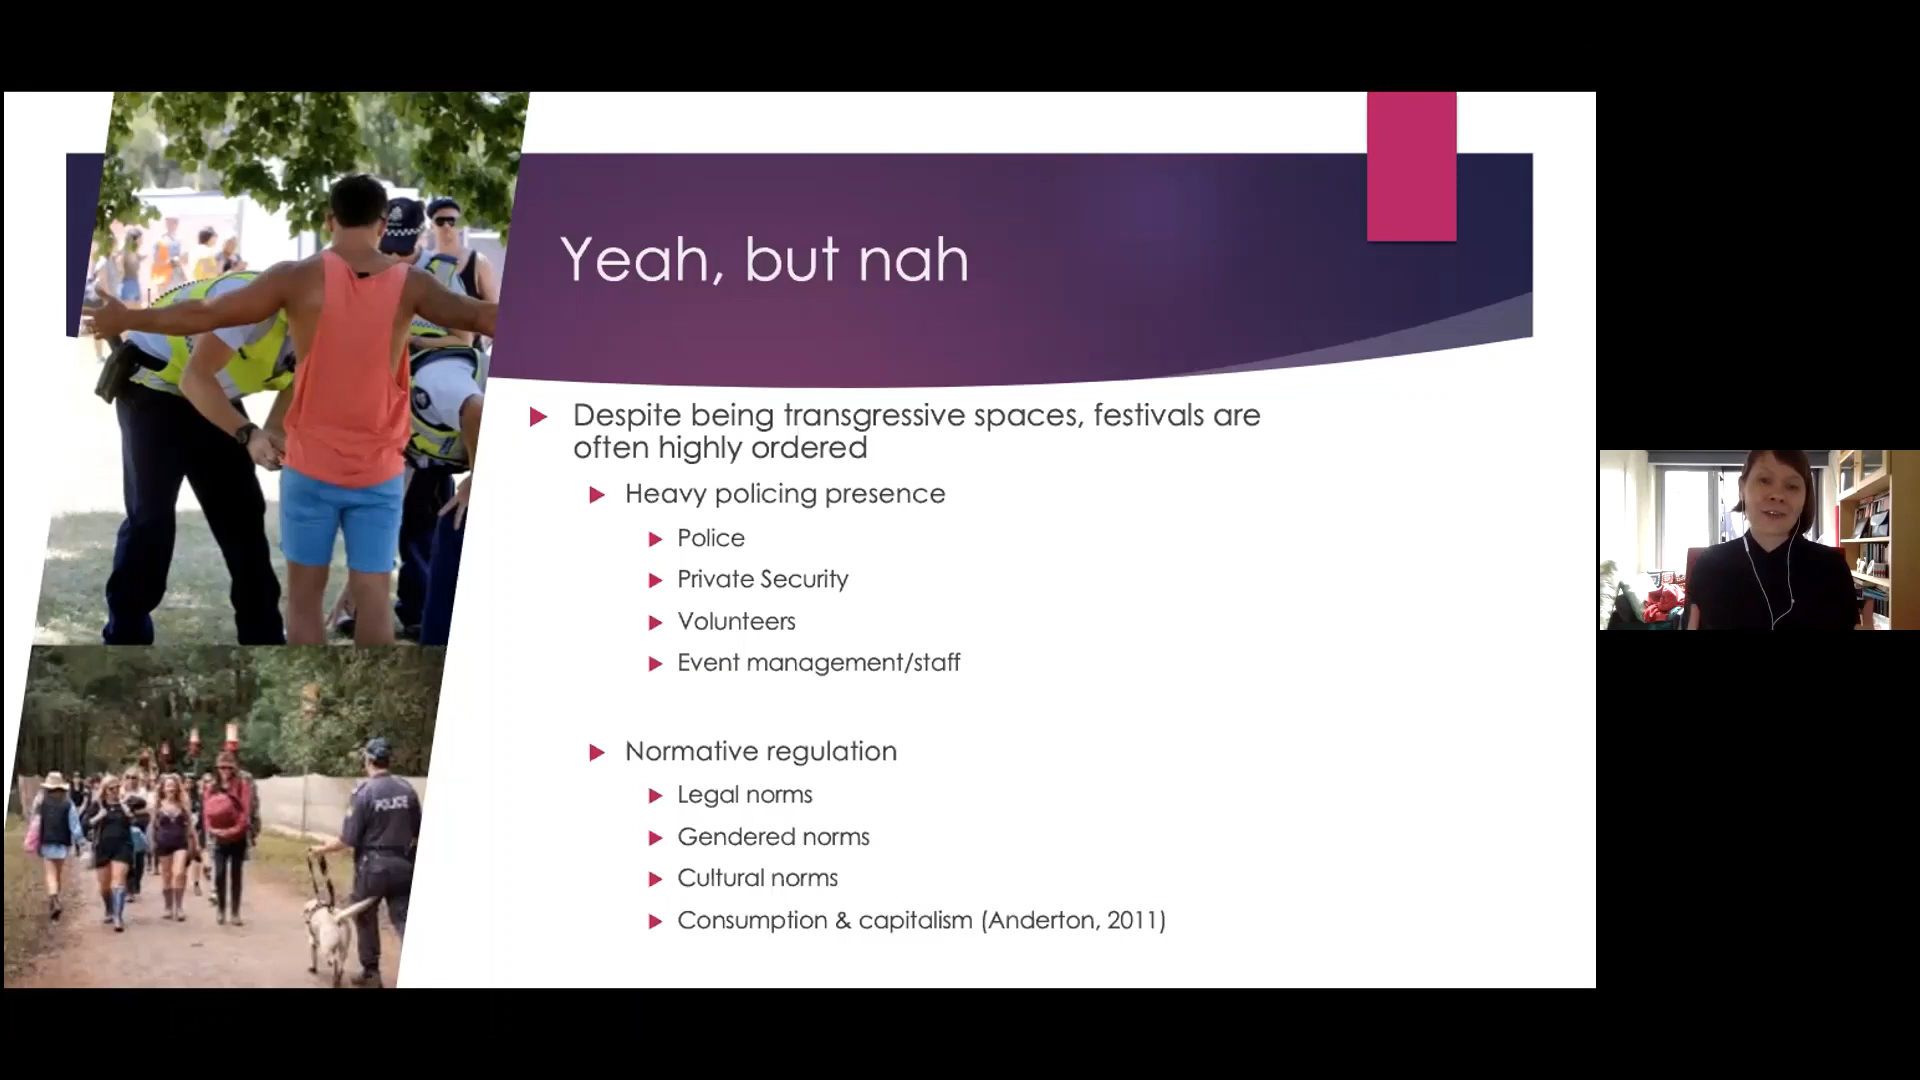 Yeah, but nah
Despite being transgressive spaces, festivals are
often highly ordered
Heavy policing presence
Police
Private Security
Volunteers
Event management/staff
Normative regulation
Legal norms
Gendered norms
Cultural norms
Consumption & capitalism (Anderton, 2011)
POLICE